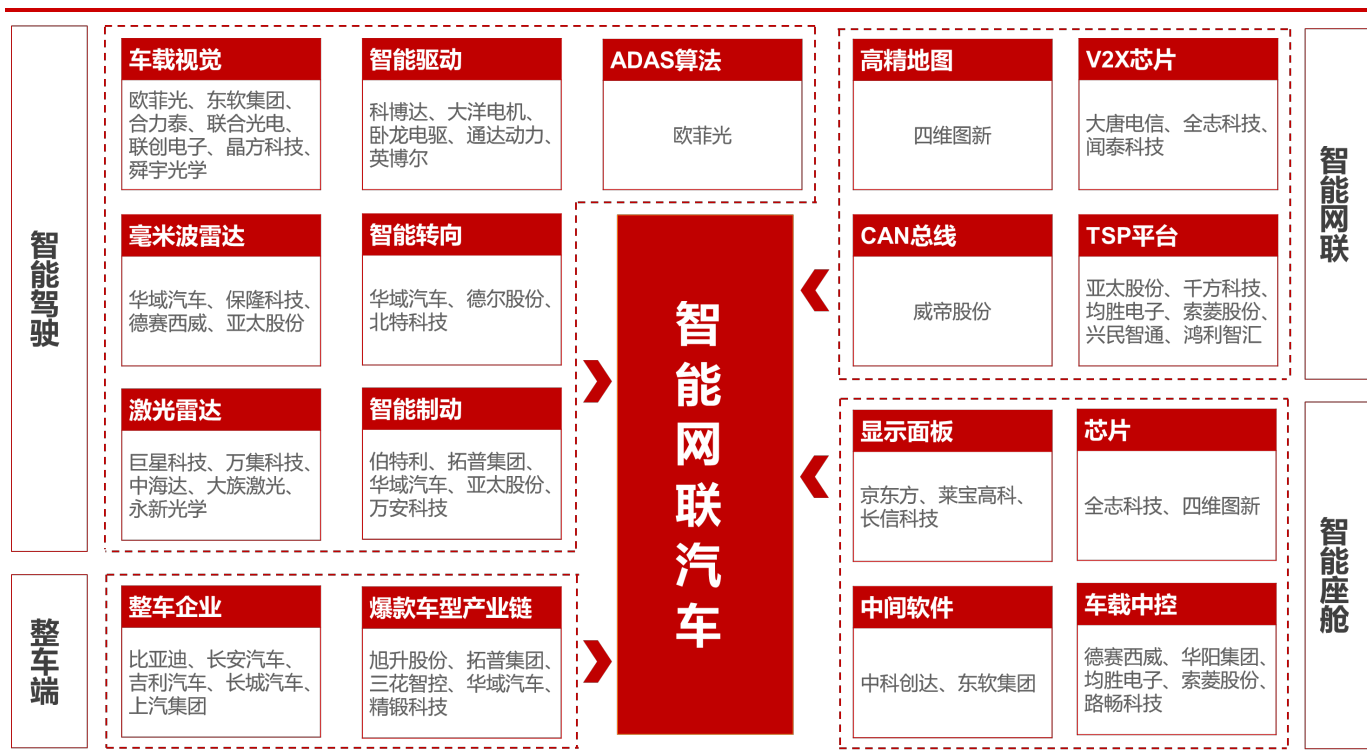 智能驾驶
车载视觉
欧菲光、东软集团、
合力泰、联合光电、
联创电子、晶方科技、
舜宇光学
智能驱动
科博达、大洋电机、
卧龙电驱、通达动力、
英博尔
ADAS算法
欧菲光
毫米波雷达
华域汽车、保隆科技、
德赛西威、亚太股份
智能转向
华域汽车、德尔股份、
北特科技
激光雷达
巨星科技、万集科技、
中海达、大族激光、
永新光学
智能制动
伯特利、拓普集团、
华域汽车、亚太股份、
万安科技
整车端
整车企业
比亚迪、长安汽车、
吉利汽车、长城汽车、
上汽集团
爆款车型产业链
旭升股份、拓普集团、
三花智控、华域汽车、
精锻科技
智能网联汽车
高精地图
四维图新
V2X芯片
大唐电信、全志科技、
闻泰科技
CAN总线
威帝股份
TSP平台
亚太股份、千方科技、
均胜电子、索菱股份、
兴民智通、鸿利智汇
智能网联
显示面板
京东方、莱宝高科、
长信科技
芯片
全志科技、四维图新
中间软件
中科创达、东软集团
车载中控
德赛西威、华阳集团、
均胜电子、索菱股份、
路畅科技
智能座舱